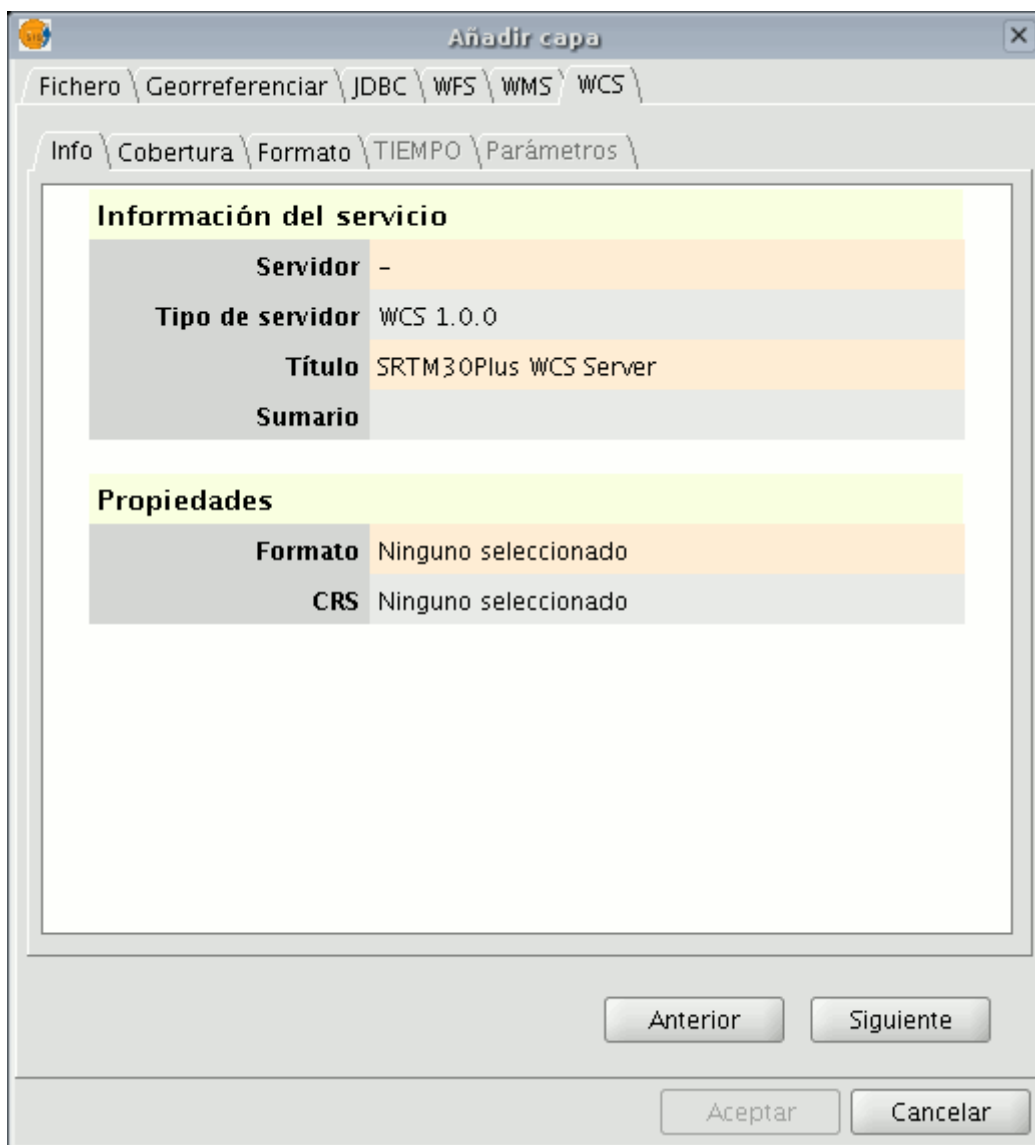 Añadir capa
Fichero Georreferenciar JDBC WFS WMS WCS
Info Cobertura Formato TIEMPO Parámetros
Información del servicio
Servidor -
Tipo de servidor WCS 1.0.0
Título SRTM30Plus WCS Server
Sumario
Propiedades
Formato Ninguno seleccionado
CRS Ninguno seleccionado
Anterior Siguiente
Aceptar Cancelar